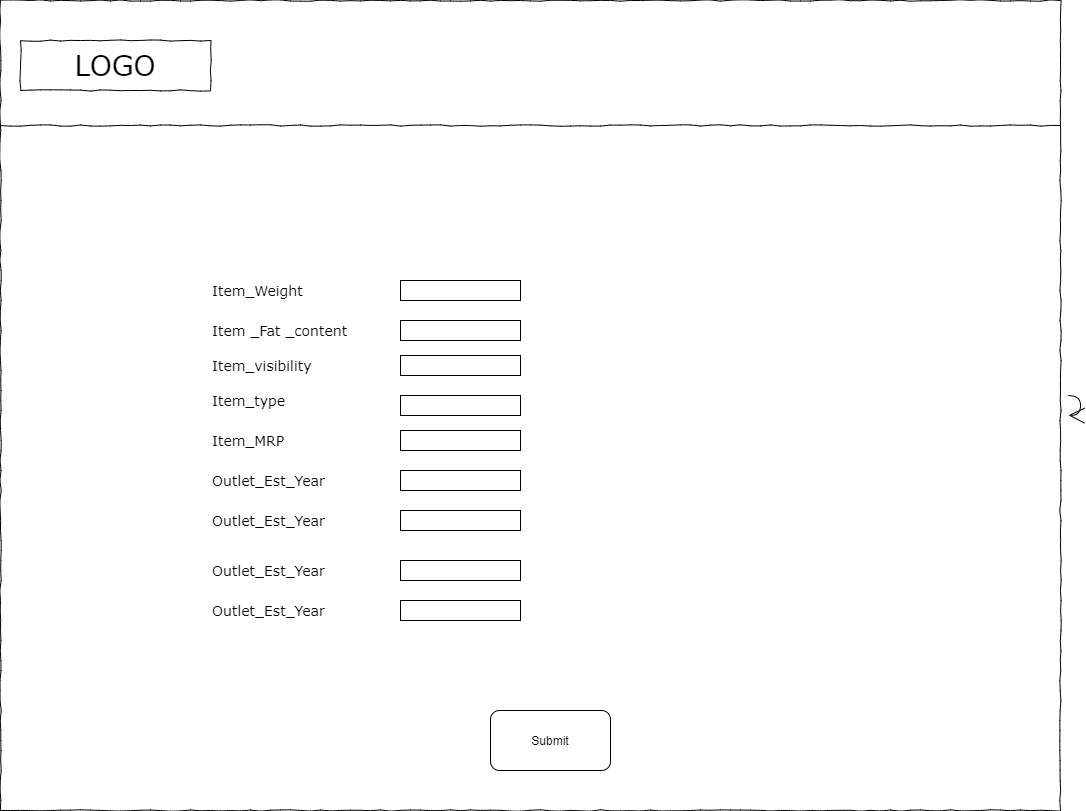 LOGO
Item_Weight
Item _Fat _content
Item_visibility
Item_type
Item_MRP
Outlet_Est_Year
Outlet_Est_Year
Outlet_Est_Year
Outlet_Est_Year
Submit